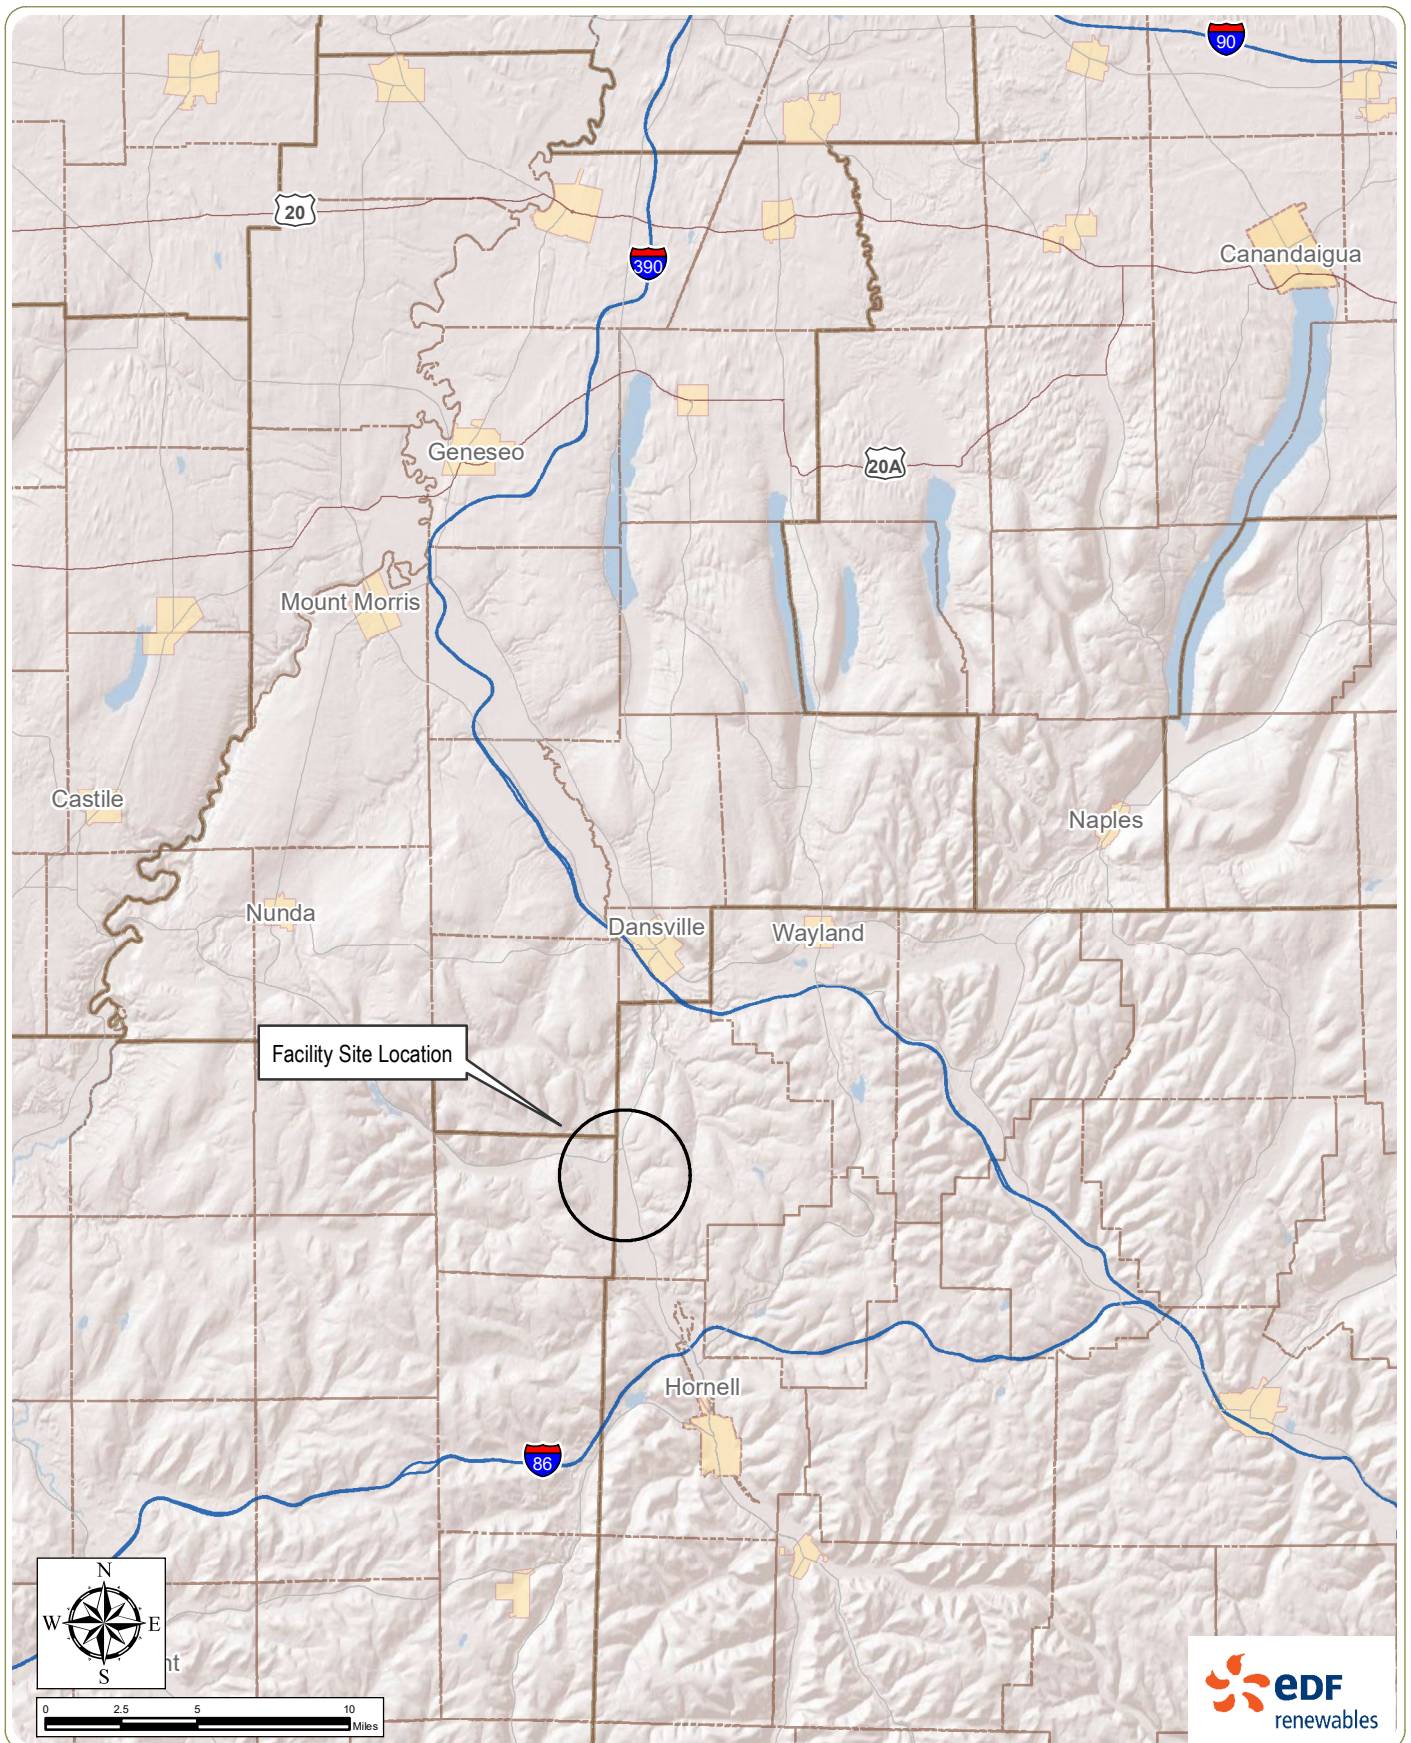 90
20
390
Canandaigua
Geneseo
20A
Mount Morris
Castile
Naples
Nunda
Dansville
Wayland
Facility Site Location
Hornell
86
N
W E
S
nt
0 2.5 5 10
Miles
edf
renewables